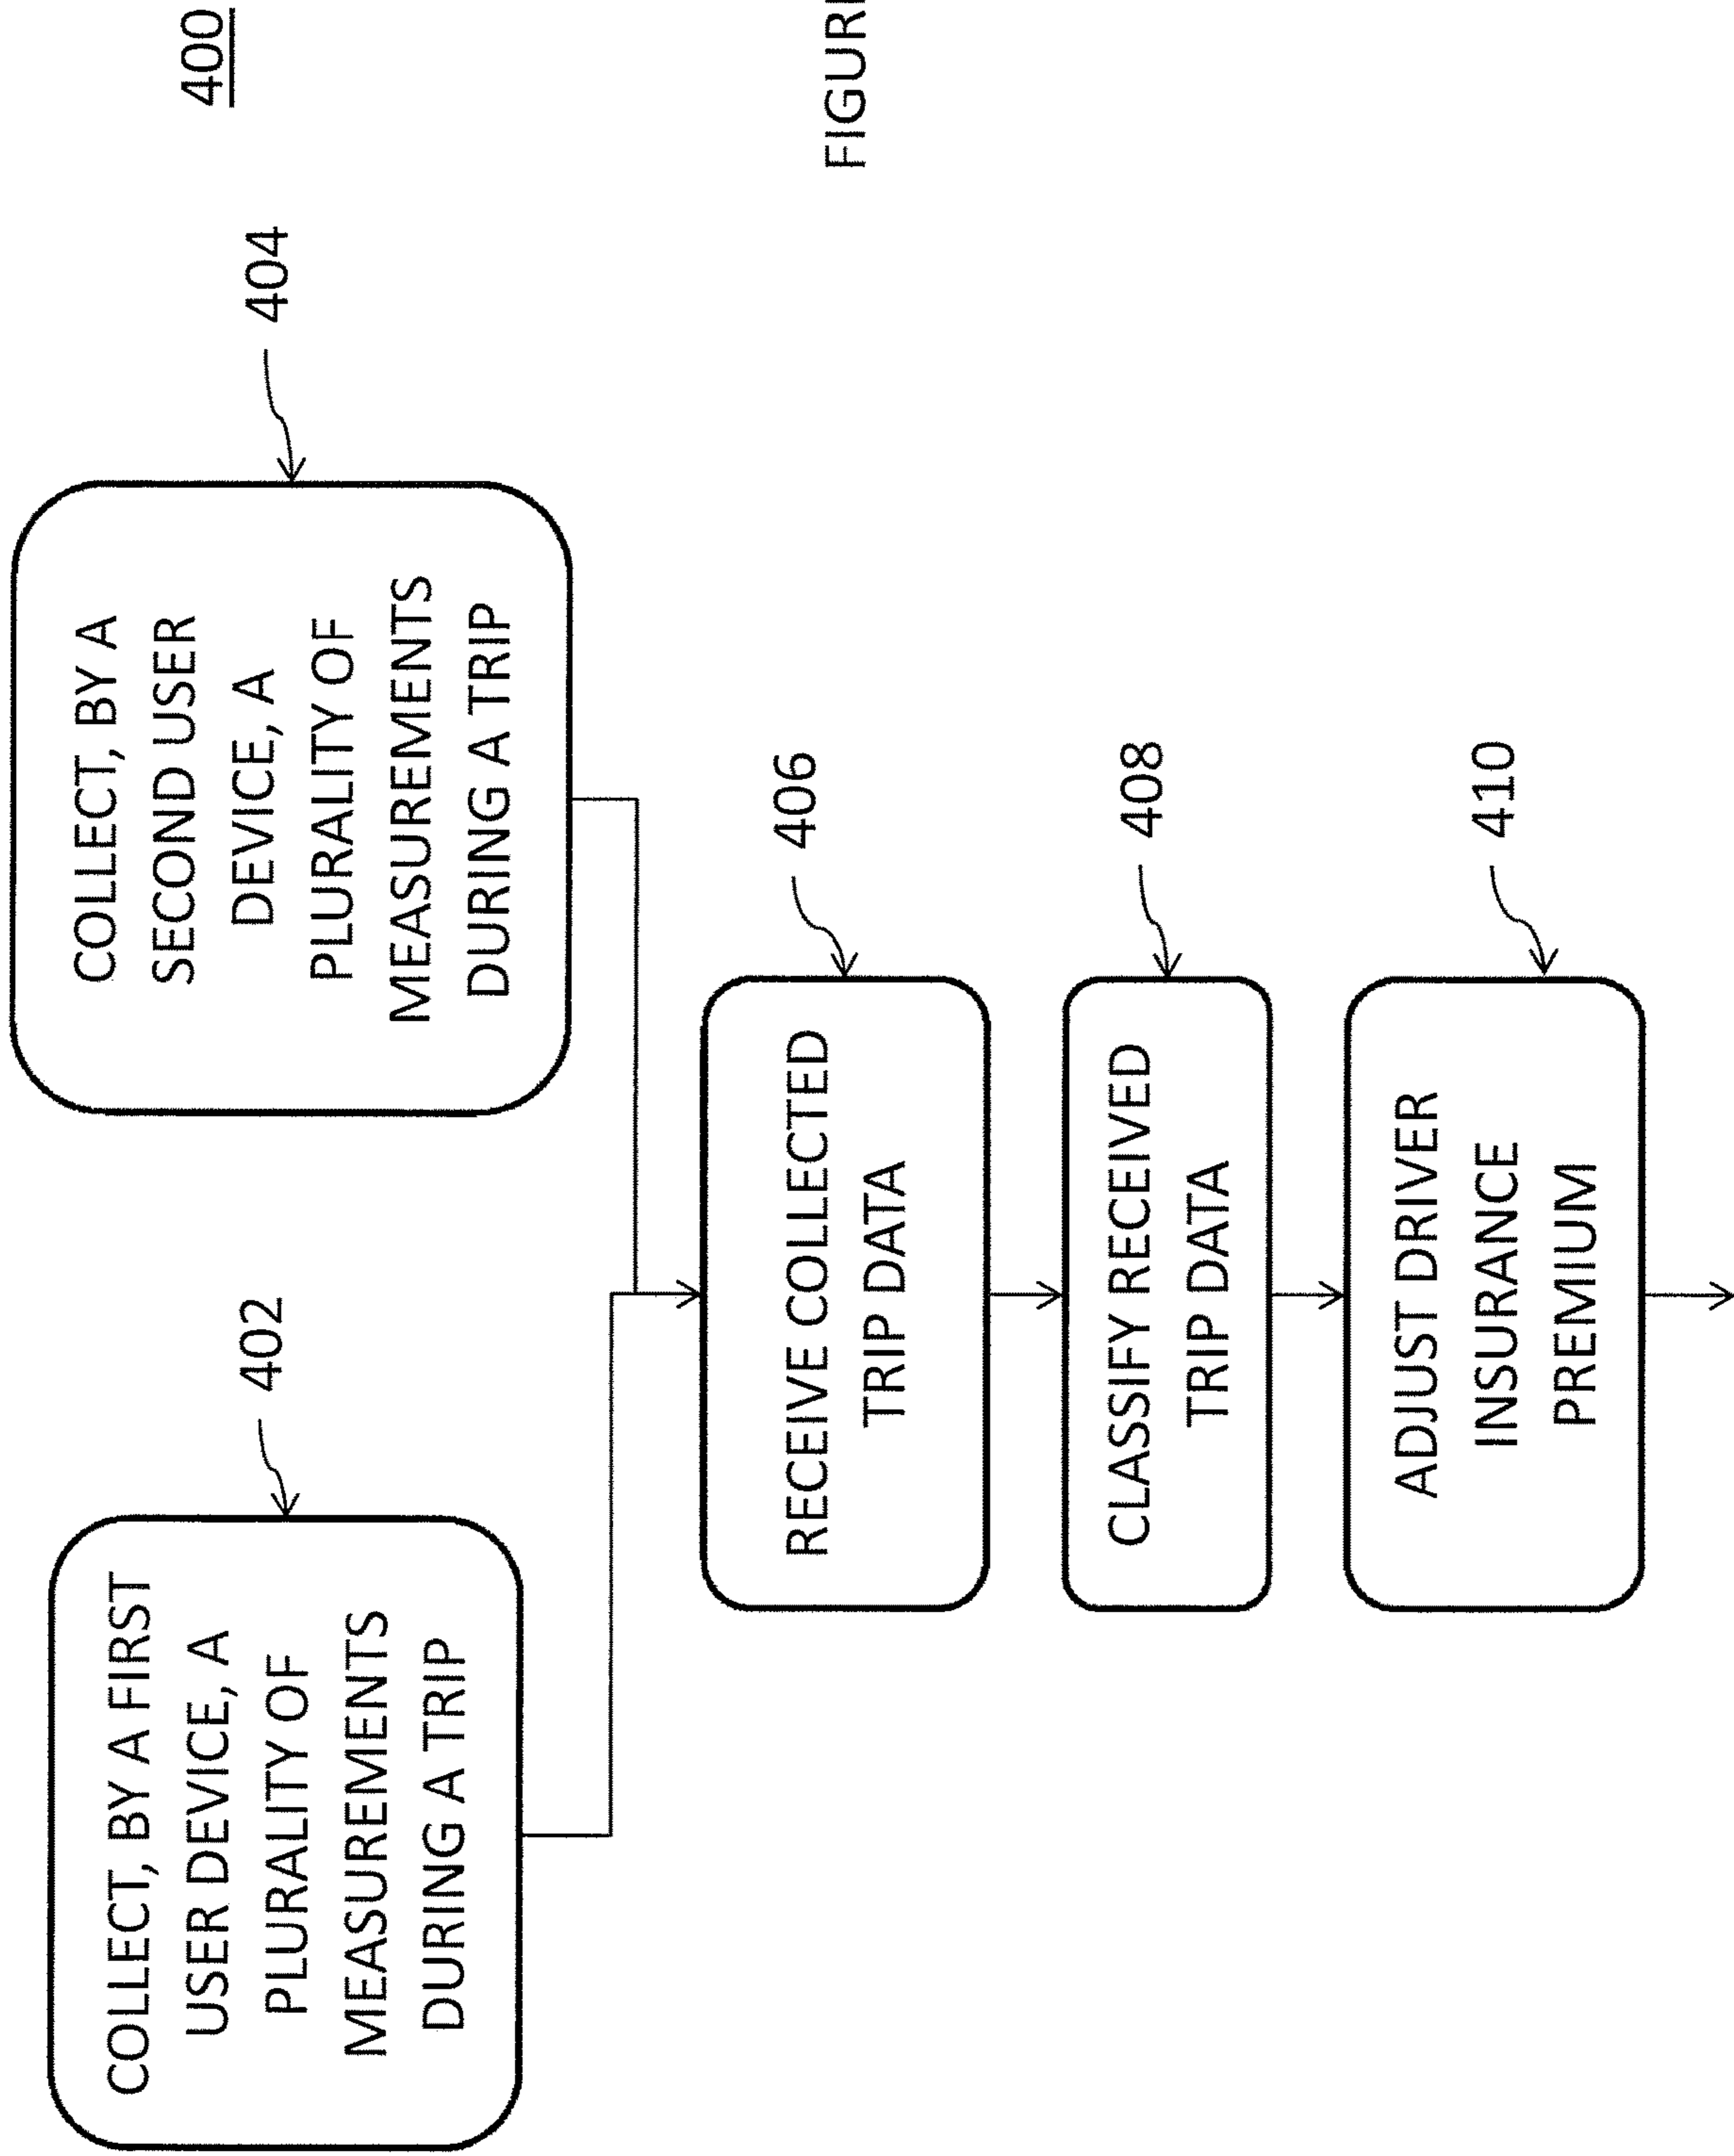 400
COLLECT, BY A FIRST
USER DEVICE, A
PLURALITY OF
MEASUREMENTS
DURING A TRIP
402
COLLECT, BY A
SECOND USER
DEVICE, A
PLURALITY OF
MEASUREMENTS
DURING A TRIP
404
RECEIVE COLLECTED
TRIP DATA
406
CLASSIFY RECEIVED
TRIP DATA
408
ADJUST DRIVER
INSURANCE
PREMIUM
410